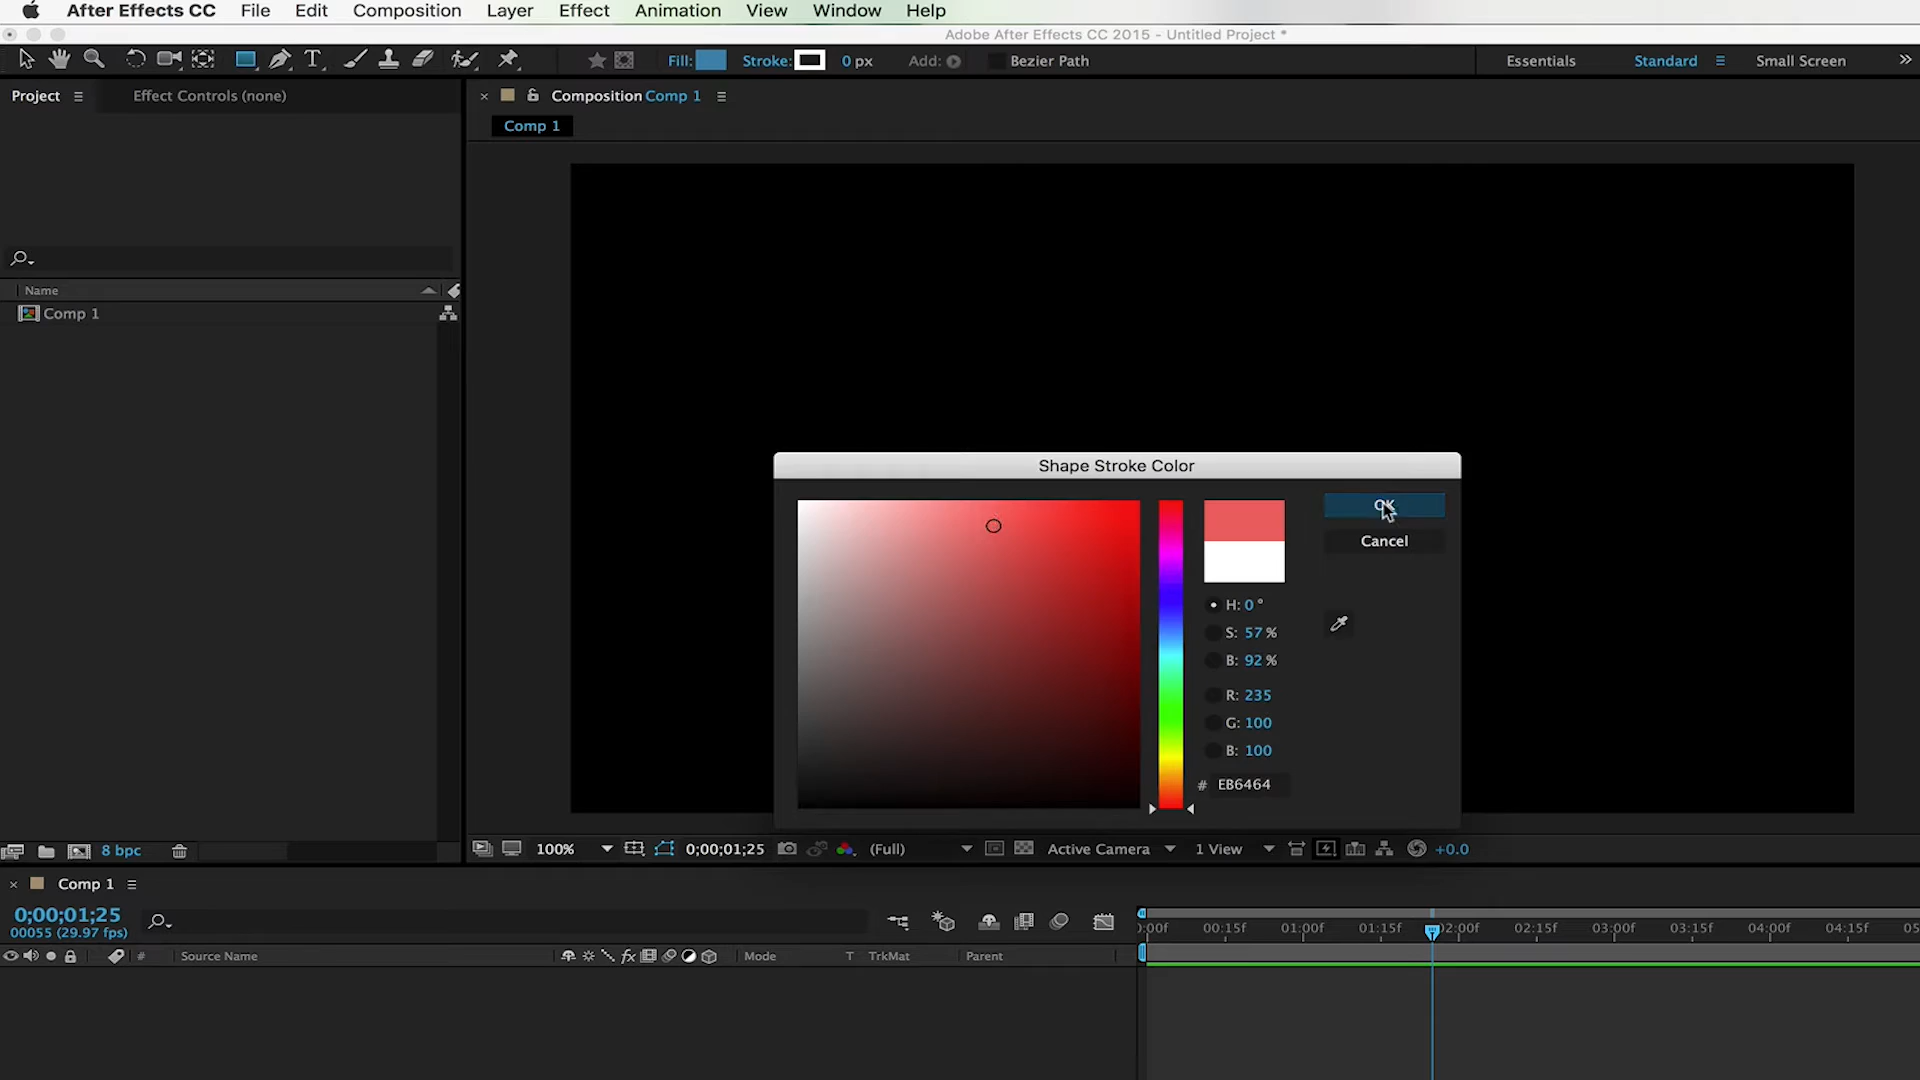 After Effects CC File Edit Composition Layer Effect Animation View Window Help
Adobe After Effects CC 2015 - Untitled Project *
Fill: Stroke: 0 px Add: Bezier Path Essentials Standard Small Screen
Project Effect Controls (none) Composition Comp 1
Comp 1
Name
Comp 1
Shape Stroke Color
OK
Cancel
H: 0 °
S: 57 %
B: 92 %
R: 235
G: 100
B: 100
# EB6464
8 bpc 100% 0;00;01;25 (Full) Active Camera 1 View +0.0
Comp 1
0;00;01;25
00055 (29.97 fps)
00:15f 01:00f 01:15f 02:00f 02:15f 03:00f 03:15f 04:00f 04:15f
# Source Name fx Mode T TrkMat Parent